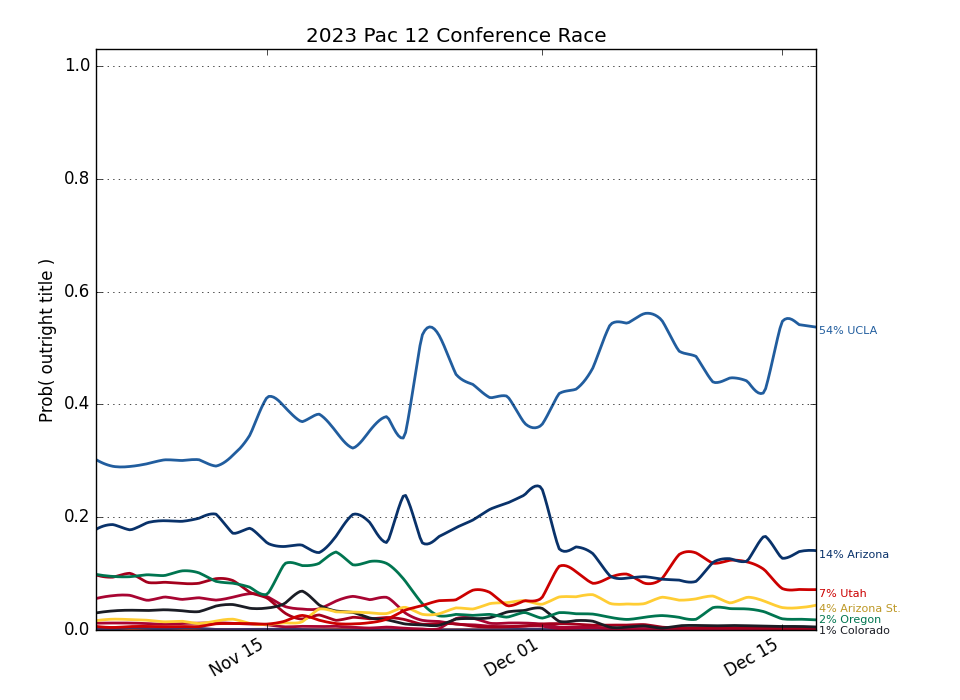 2023 Pac 12 Conference Race
Prob( outright title )
1.0
0.8
0.6
0.4
0.2
0.0
54% UCLA
14% Arizona
7% Utah
4% Arizona St.
2% Oregon
1% Colorado
Nov 15
Dec 01
Dec 15